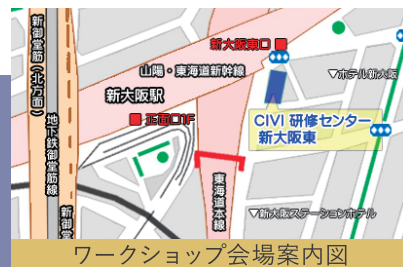 新御堂筋(北方面)
地下鉄御堂筋線
新御堂
新大阪東口
山陽・東海道新幹線
▽ホテル新大阪
新大阪駅
正面口1F
CIVI 研修センター
新大阪東
東海道本線
▽新大阪ステーションホテル
ワークショップ会場案内図